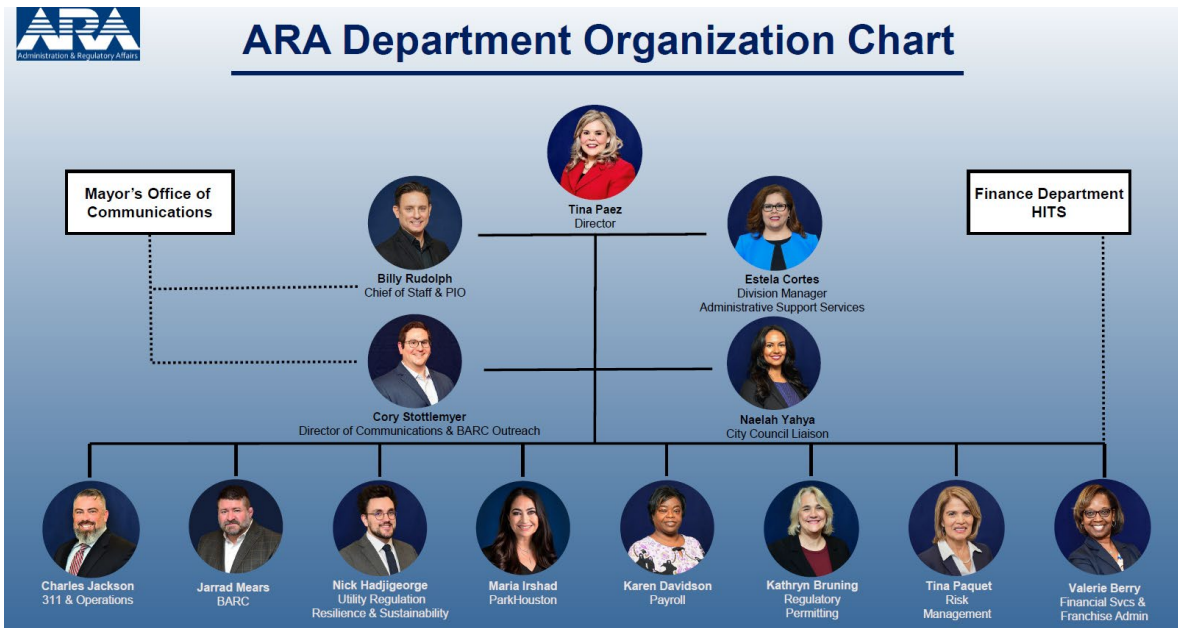 ARA
Administration & Regulatory Affairs
ARA Department Organization Chart
Mayor's Office of
Communications
Finance Department
HITS
Tina Paez
Director
Billy Rudolph
Chief of Staff & PIO
Estela Cortes
Division Manager
Administrative Support Services
Cory Stottlemyer
Director of Communications & BARC Outreach
Naelah Yahya
City Council Liaison
Charles Jackson
311 & Operations
Jarrad Mears
BARC
Nick Hadjigeorge
Utility Regulation
Resilience & Sustainability
Maria Irshad
ParkHouston
Karen Davidson
Payroll
Kathryn Bruning
Regulatory
Permitting
Tina Paquet
Risk
Management
Valerie Berry
Financial Svcs &
Franchise Admin